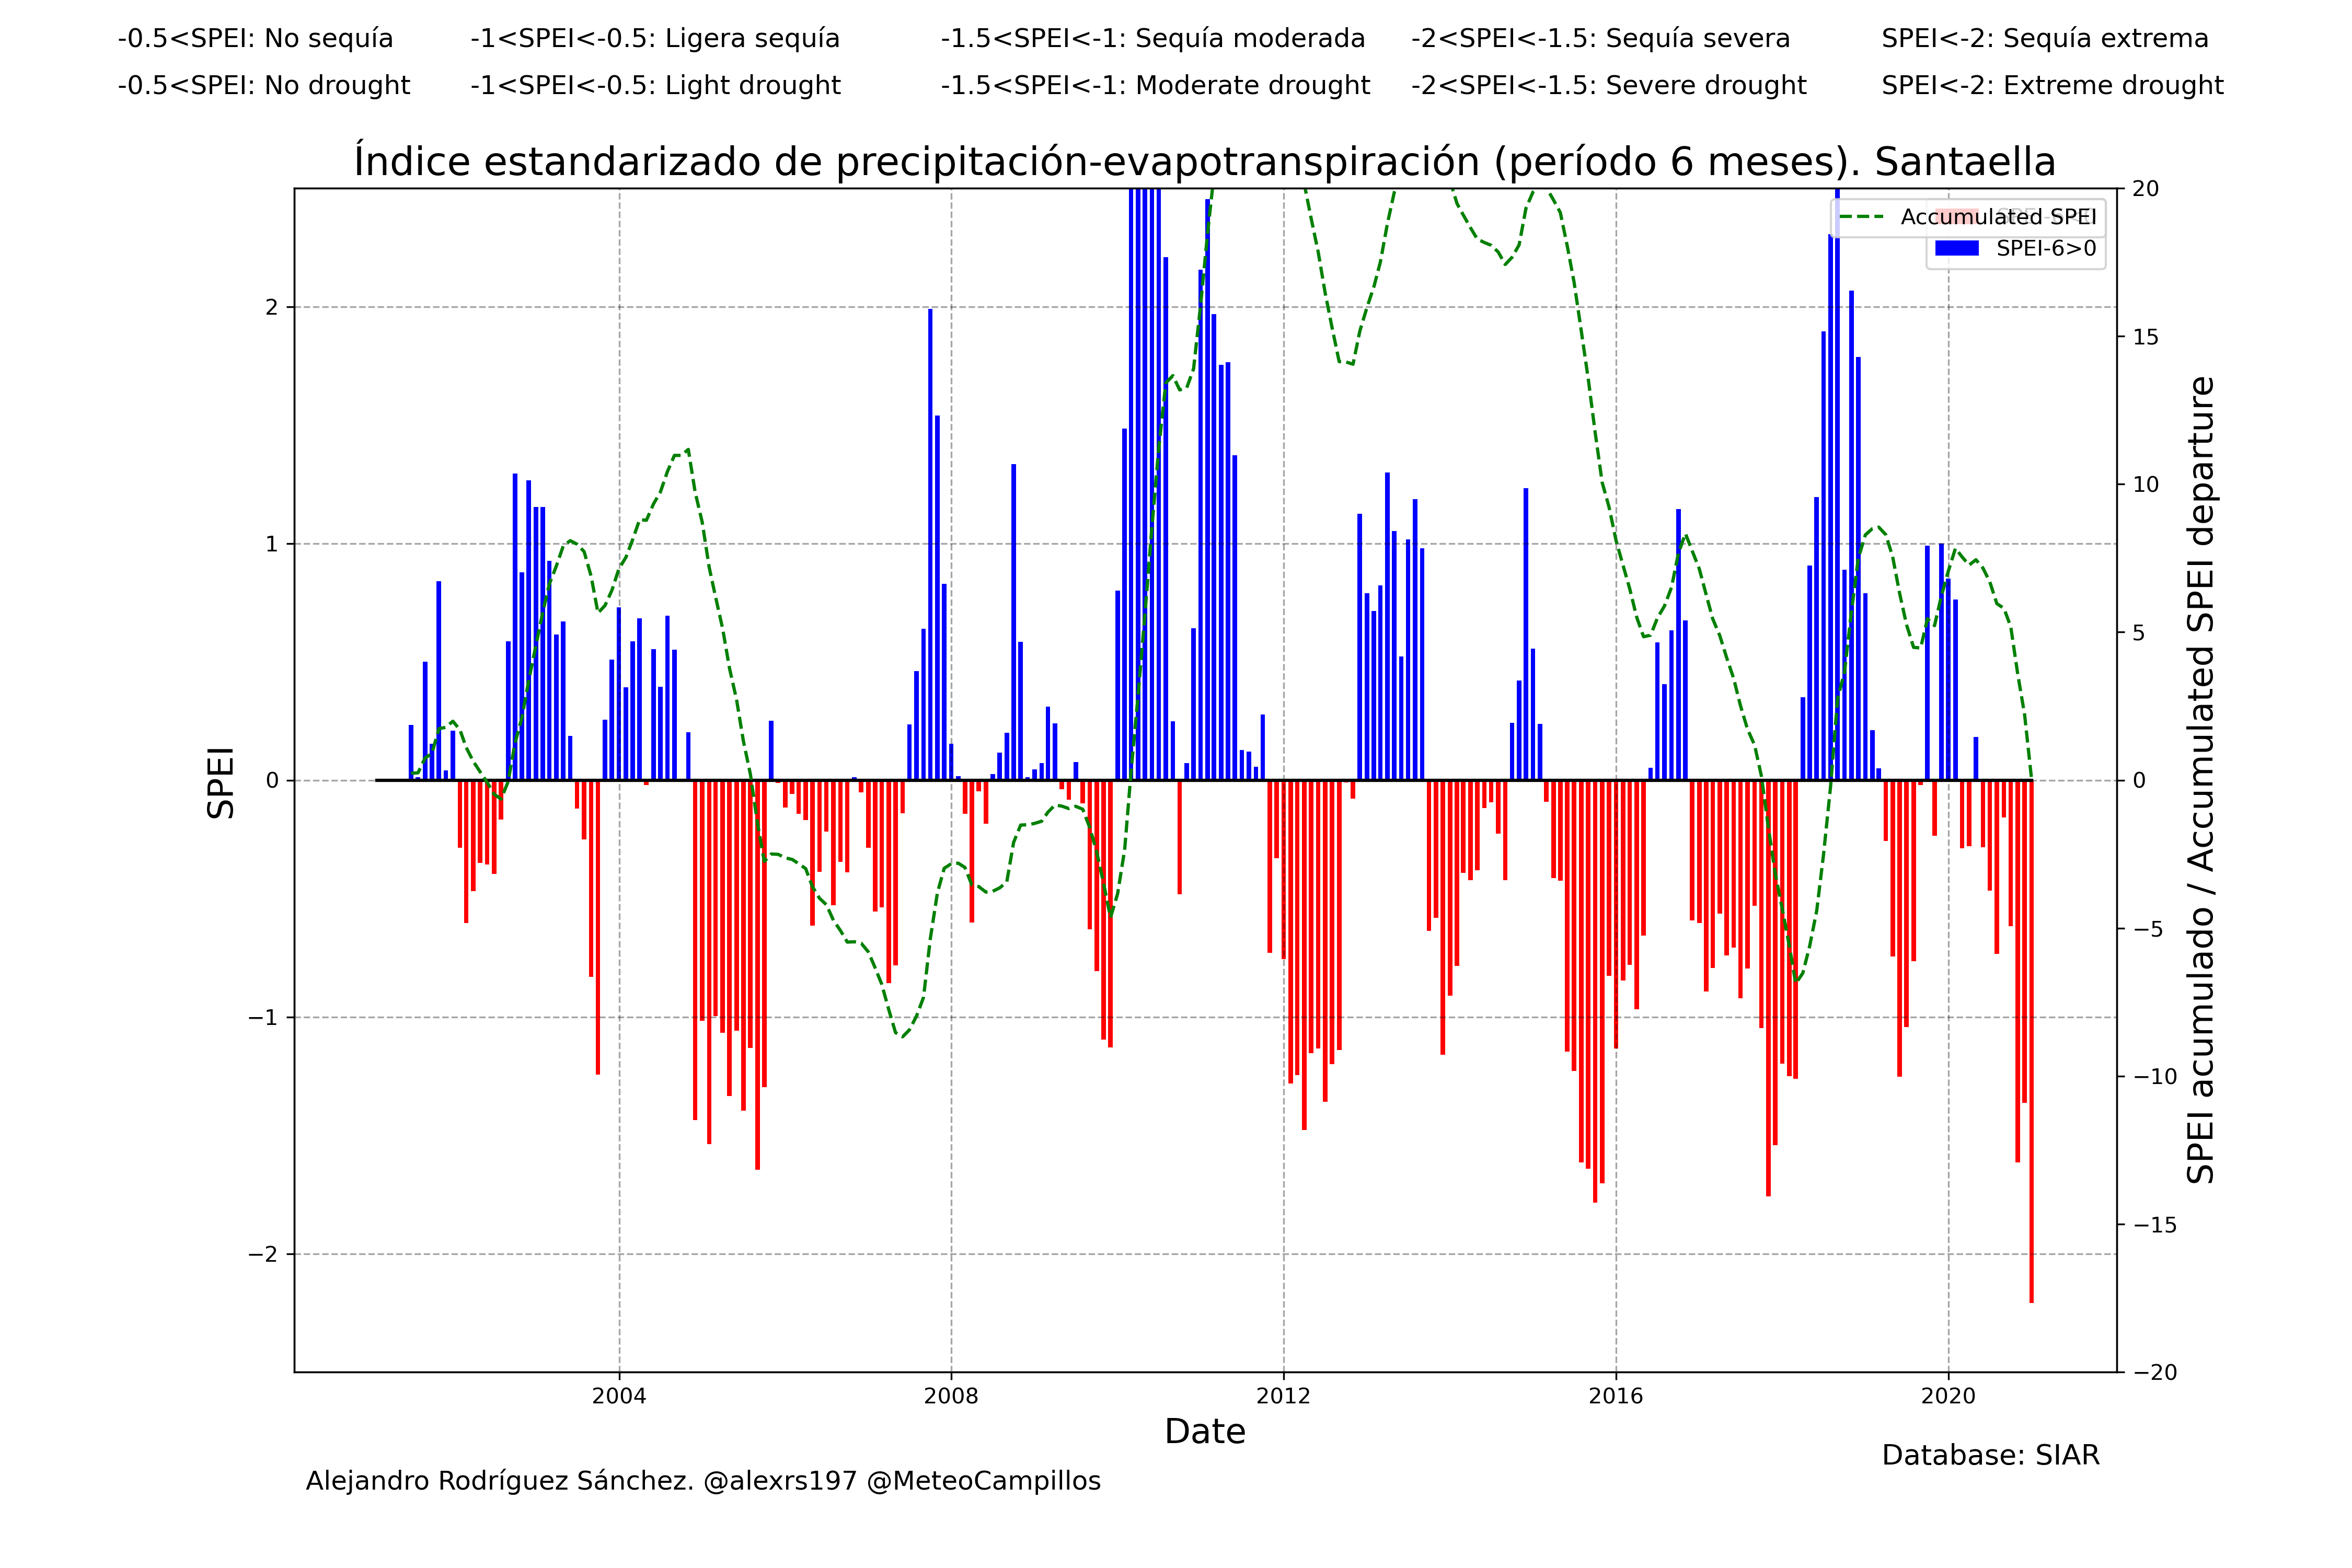 -0.5<SPEI: No sequía -1<SPEI<-0.5: Ligera sequía -1.5<SPEI<-1: Sequía moderada -2<SPEI<-1.5: Sequía severa SPEI<-2: Sequía extrema
-0.5<SPEI: No drought -1<SPEI<-0.5: Light drought -1.5<SPEI<-1: Moderate drought -2<SPEI<-1.5: Severe drought SPEI<-2: Extreme drought
Índice estandarizado de precipitación-evapotranspiración (período 6 meses). Santaella
Accumulated SPEI
SPEI-6>0
SPEI
2
1
0
−1
−2
20
15
10
5
0
−5
−10
−15
−20
SPEI acumulado / Accumulated SPEI departure
2004 2008 2012 2016 2020
Date
Database: SIAR
Alejandro Rodríguez Sánchez. @alexrs197 @MeteoCampillos